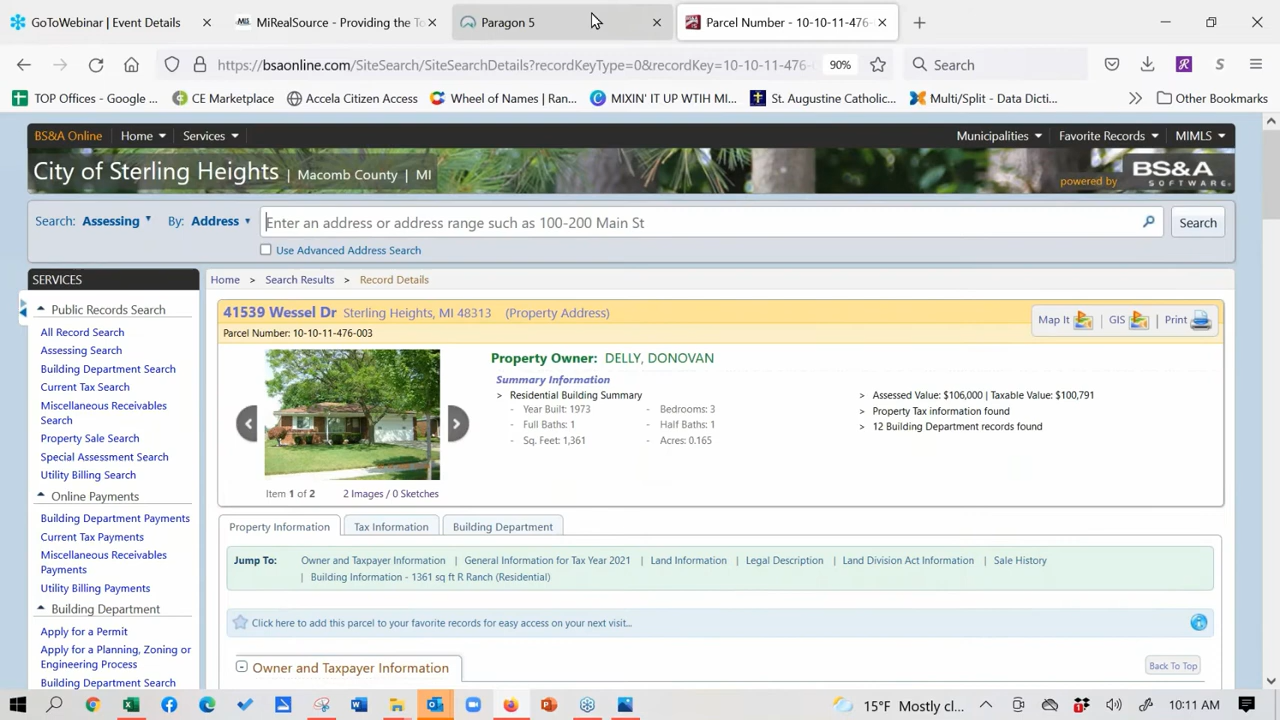 GoToWebinar | Event Details
MiRealSource - Providing the To
Paragon 5
Parcel Number - 10-10-11-476-
https://bsaonline.com/SiteSearch/SiteSearchDetails?recordKeyType=0&recordKey=10-10-11-476-
90%
Search
TOP Offices - Google ...
CE Marketplace
Accela Citizen Access
Wheel of Names | Ran...
MIXIN' IT UP WTIH MI...
St. Augustine Catholic...
Multi/Split - Data Dicti...
Other Bookmarks
BS&A Online Home Services
Municipalities Favorite Records MIMLS
City of Sterling Heights | Macomb County | MI
powered by BS&A SOFTWARE.
Search: Assessing By: Address Enter an address or address range such as 100-200 Main St Search
Use Advanced Address Search
SERVICES
Public Records Search
All Record Search
Assessing Search
Building Department Search
Current Tax Search
Miscellaneous Receivables
Search
Property Sale Search
Special Assessment Search
Utility Billing Search
Online Payments
Building Department Payments
Current Tax Payments
Miscellaneous Receivables
Payments
Utility Billing Payments
Building Department
Apply for a Permit
Apply for a Planning, Zoning or
Engineering Process
Building Department Search
Home > Search Results > Record Details
41539 Wessel Dr Sterling Heights, MI 48313 (Property Address)
Parcel Number: 10-10-11-476-003
Map It GIS Print
Item 1 of 2 2 Images / 0 Sketches
Property Owner: DELLY, DONOVAN
Summary Information
> Residential Building Summary
- Year Built: 1973 - Bedrooms: 3
- Full Baths: 1 - Half Baths: 1
- Sq. Feet: 1,361 - Acres: 0.165
> Assessed Value: $106,000 | Taxable Value: $100,791
> Property Tax information found
> 12 Building Department records found
Property Information Tax Information Building Department
Jump To: Owner and Taxpayer Information | General Information for Tax Year 2021 | Land Information | Legal Description | Land Division Act Information | Sale History
| Building Information - 1361 sq ft R Ranch (Residential)
Click here to add this parcel to your favorite records for easy access on your next visit...
Owner and Taxpayer Information
Back To Top
15°F Mostly cl...
10:11 AM